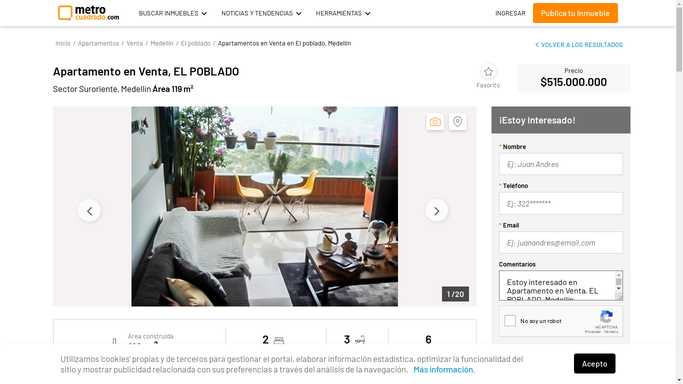 metro
cuadrado.com
BUSCAR INMUEBLES
NOTICIAS Y TENDENCIAS
HERRAMIENTAS
INGRESAR
Publica tu Inmueble
Inicio / Apartamentos / Venta / Medellín / El poblado / Apartamentos en Venta en El poblado, Medellín
VOLVER A LOS RESULTADOS
Apartamento en Venta, EL POBLADO
Sector Suroriente, Medellín Área 119 m²
Favorito
Precio
$515.000.000
¡Estoy Interesado!
* Nombre
Ej: Juan Andres
* Teléfono
Ej: 322*******
* Email
Ej: juanandres@email.com
Comentarios
Estoy interesado en
Apartamento en Venta, EL
POBLADO, Medellín
1 / 20
No soy un robot
reCAPTCHA
Privacidad - Términos
Área construida
2
3
6
Utilizamos 'cookies' propias y de terceros para gestionar el portal, elaborar información estadística, optimizar la funcionalidad del
sitio y mostrar publicidad relacionada con sus preferencias a través del análisis de la navegación. Más información.
Acepto